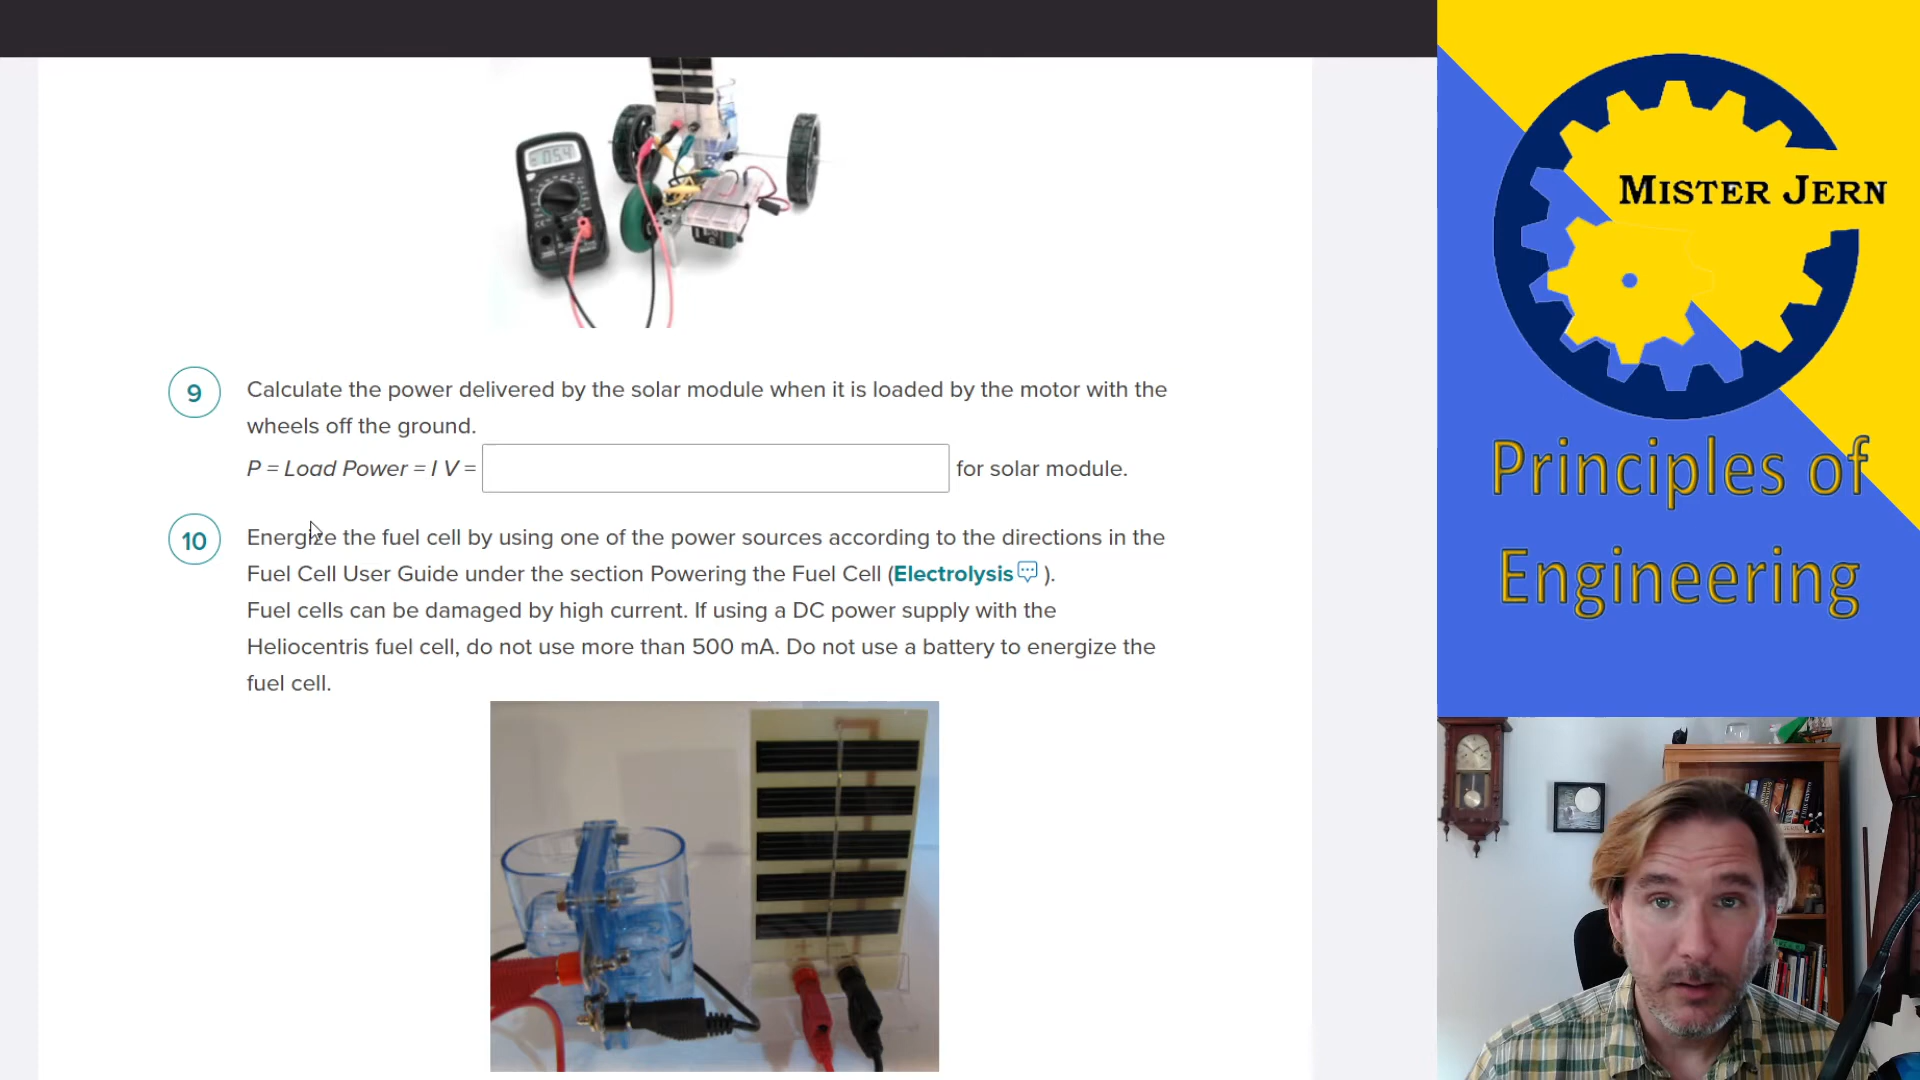 9
Calculate the power delivered by the solar module when it is loaded by the motor with the
wheels off the ground.
P = Load Power = I V =
for solar module.
10
Energize the fuel cell by using one of the power sources according to the directions in the
Fuel Cell User Guide under the section Powering the Fuel Cell (Electrolysis ).
Fuel cells can be damaged by high current. If using a DC power supply with the
Heliocentris fuel cell, do not use more than 500 mA. Do not use a battery to energize the
fuel cell.
MISTER JERN
Principles of
Engineering